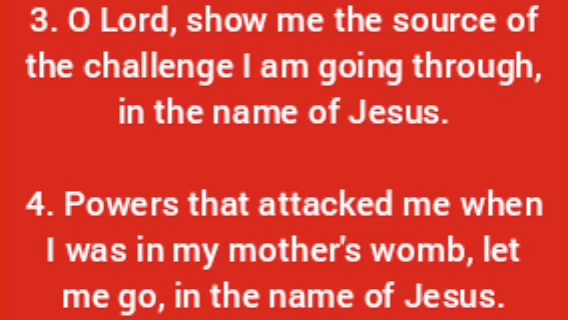 3. O Lord, show me the source of
the challenge I am going through,
in the name of Jesus.
4. Powers that attacked me when
I was in my mother's womb, let
me go, in the name of Jesus.